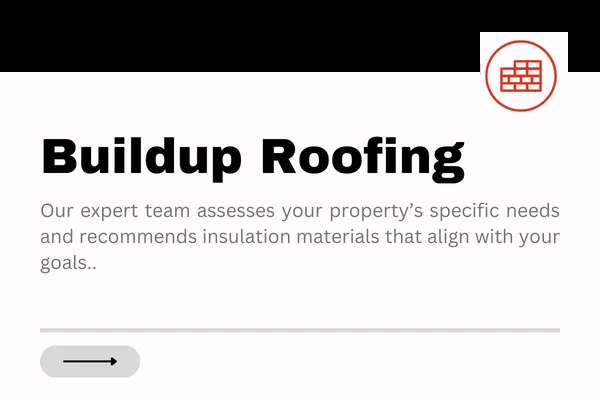 Buildup Roofing
Our expert team assesses your property’s specific needs
and recommends insulation materials that align with your
goals..